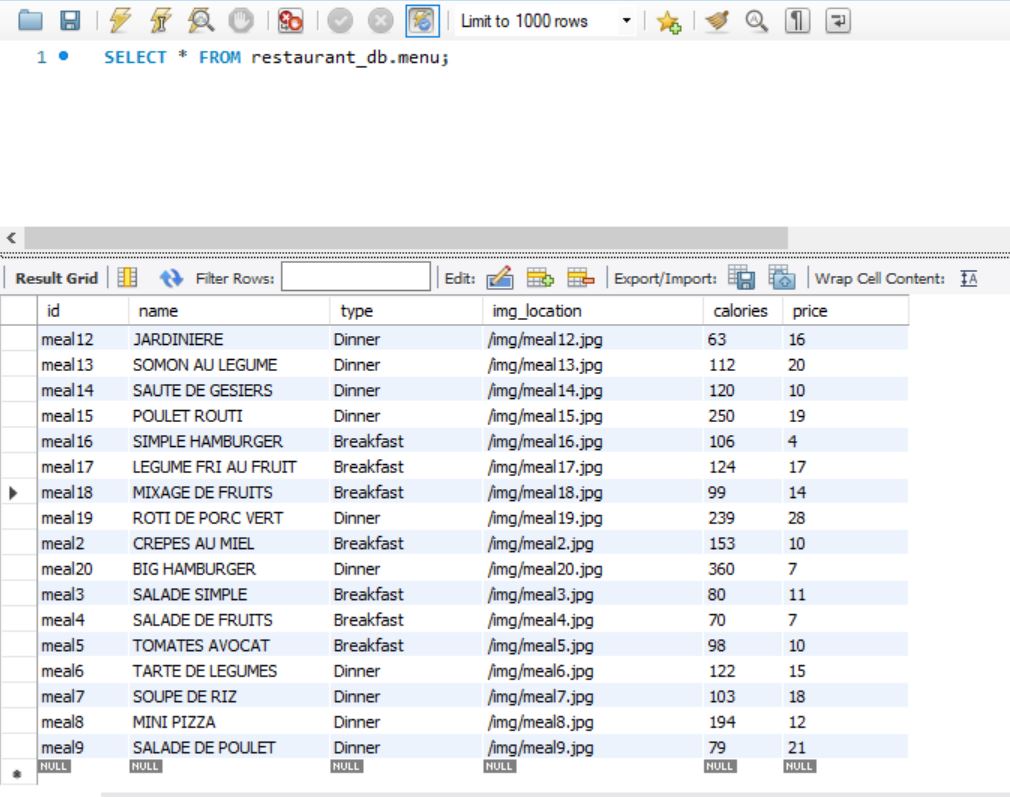 Limit to 1000 rows
1 SELECT * FROM restaurant_db.menu;
Result Grid Filter Rows: Edit: Export/Import: Wrap Cell Content: IA
id name type img_location calories price
meal12 JARDINIERE Dinner /img/meal12.jpg 63 16
meal13 SOMON AU LEGUME Dinner /img/meal13.jpg 112 20
meal14 SAUTE DE GESIERS Dinner /img/meal14.jpg 120 10
meal15 POULET ROUTI Dinner /img/meal15.jpg 250 19
meal16 SIMPLE HAMBURGER Breakfast /img/meal16.jpg 106 4
meal17 LEGUME FRI AU FRUIT Breakfast /img/meal17.jpg 124 17
meal18 MIXAGE DE FRUITS Breakfast /img/meal18.jpg 99 14
meal19 ROTI DE PORC VERT Dinner /img/meal19.jpg 239 28
meal2 CREPES AU MIEL Breakfast /img/meal2.jpg 153 10
meal20 BIG HAMBURGER Dinner /img/meal20.jpg 360 7
meal3 SALADE SIMPLE Breakfast /img/meal3.jpg 80 11
meal4 SALADE DE FRUITS Breakfast /img/meal4.jpg 70 7
meal5 TOMATES AVOCAT Breakfast /img/meal5.jpg 98 10
meal6 TARTE DE LEGUMES Dinner /img/meal6.jpg 122 15
meal7 SOUPE DE RIZ Dinner /img/meal7.jpg 103 18
meal8 MINI PIZZA Dinner /img/meal8.jpg 194 12
meal9 SALADE DE POULET Dinner /img/meal9.jpg 79 21
NULL NULL NULL NULL NULL NULL